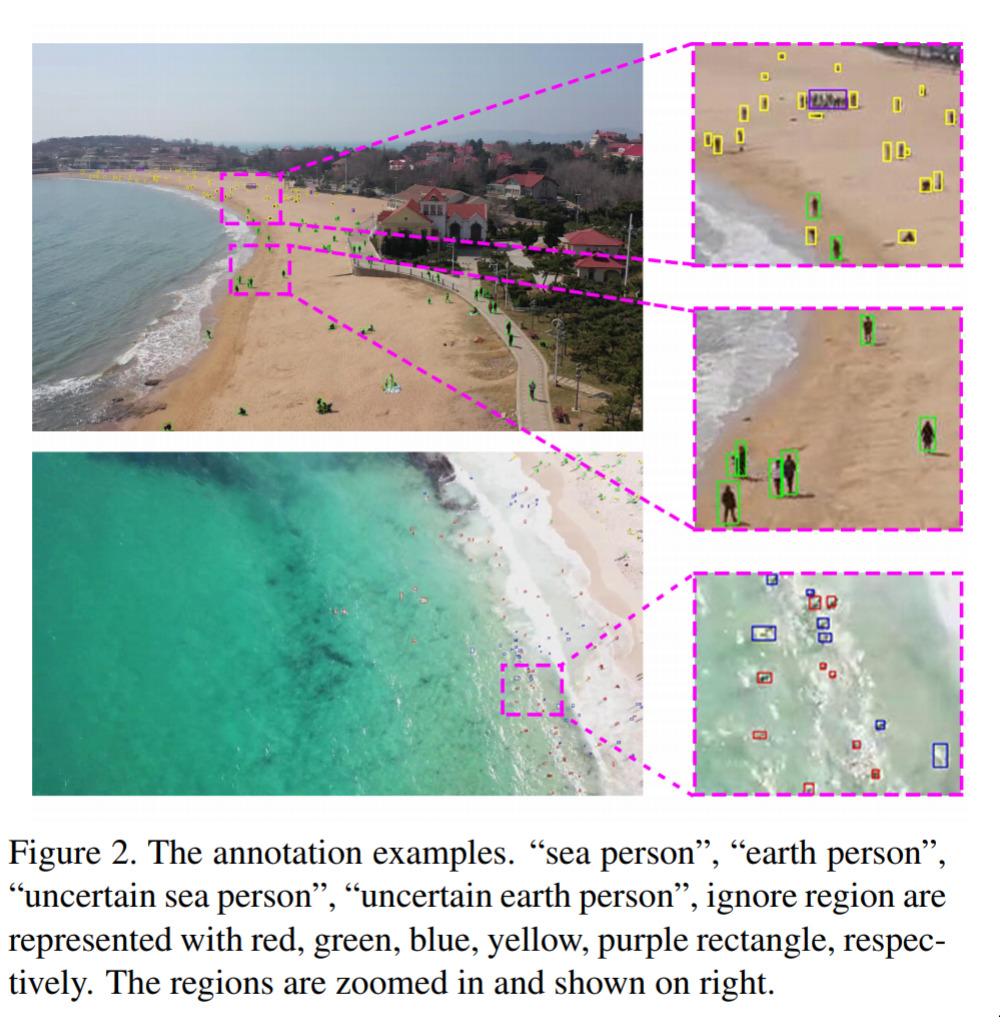 Figure 2. The annotation examples. “sea person”, “earth person”,
“uncertain sea person”, “uncertain earth person”, ignore region are
represented with red, green, blue, yellow, purple rectangle, respec-
tively. The regions are zoomed in and shown on right.